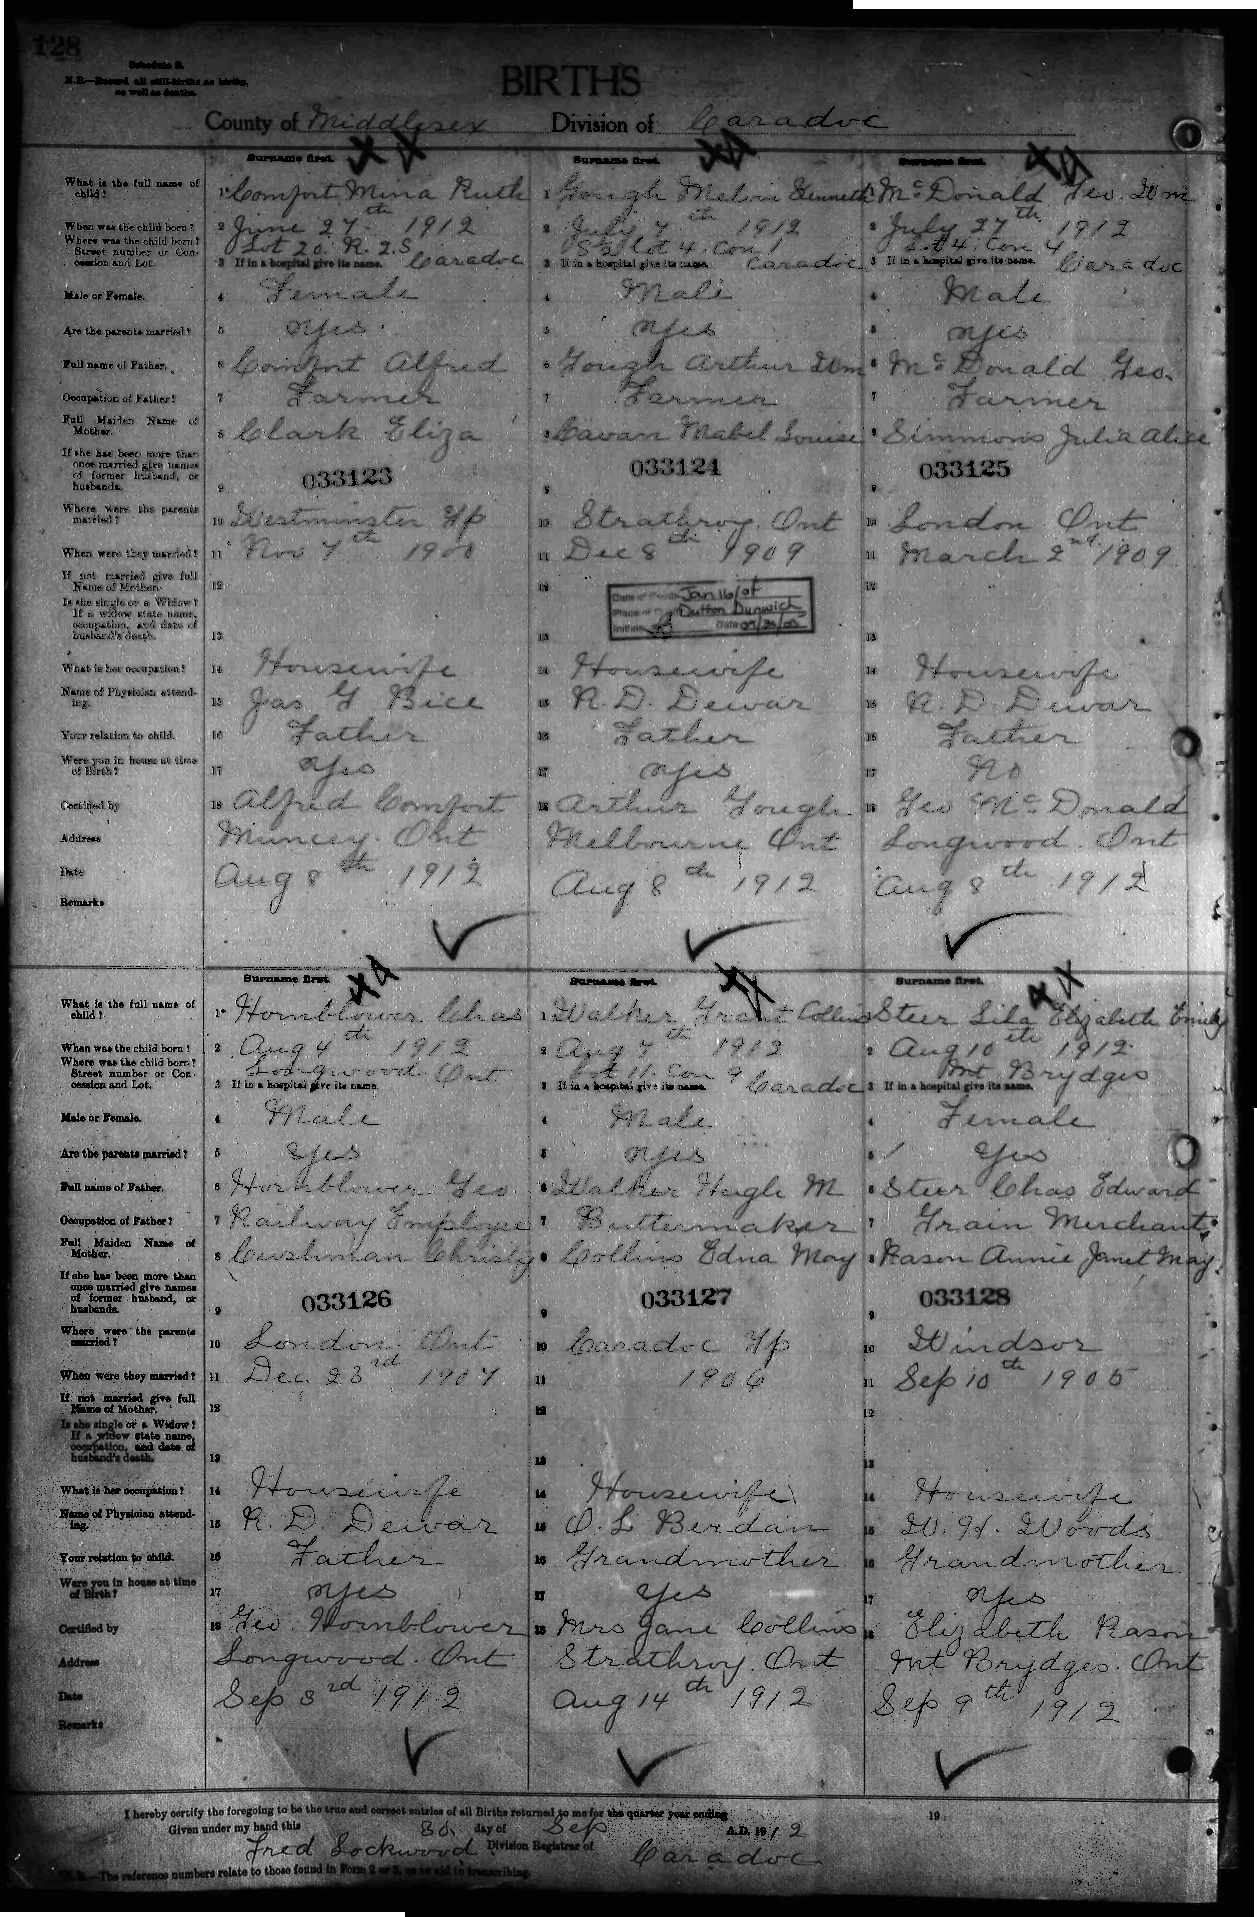 128
Schedule B.
N.B.—Record all still-births as births, as well as deaths.
BIRTHS
County of Middlesex Division of Caradoc
Surname first. Surname first. Surname first.
What is the full name of child? 1 Comfort Mina Ruth 1 Gough Melvin Kenneth 1 McDonald Geo. Wm
When was the child born? 2 June 27th 1912 2 July 7th 1912 2 July 27th 1912
Where was the child born? Street number or Concession and Lot. Lot 20. R. 2. S S ½ Lt 4. Con 1 Lot 4. Con 4
3 If in a hospital give its name. Caradoc 3 If in a hospital give its name. Caradoc 3 If in a hospital give its name. Caradoc
Male or Female. 4 Female 4 Male 4 Male
Are the parents married? 5 yes 5 yes 5 yes
Full name of Father. 6 Comfort Alfred 6 Gough Arthur Wm 6 McDonald Geo.
Occupation of Father? 7 Farmer 7 Farmer 7 Farmer
Full Maiden Name of Mother. 8 Clark Eliza 8 Cavan Mabel Louise 8 Simmons Julia Alice
If she has been more than once married give names of former husband, or husbands. 9 033123 9 033124 9 033125
Where were the parents married? 10 Westminster Tp 10 Strathroy. Ont 10 London Ont
When were they married? 11 Nov 7th 1900 11 Dec 8th 1909 11 March 2nd 1909
If not married give full Name of Mother. 12 12 12
Jan 16/
Dutton Dunwich
Date
Is she single or a Widow? If a widow state name, occupation, and date of husband's death. 13 13 13
What is her occupation? 14 Housewife 14 Housewife 14 Housewife
Name of Physician attending. 15 Jas. G Bice 15 R. D. Dewar 15 R. D. Dewar
Your relation to child. 16 Father 16 Father 16 Father
Were you in house at time of Birth? 17 yes 17 yes 17 No
Certified by 18 Alfred Comfort 18 Arthur Gough 18 Geo McDonald
Address Muncey. Ont Melbourne Ont Longwood. Ont
Date Aug 8th 1912 Aug 8th 1912 Aug 8th 1912
Remarks
Surname first. Surname first. Surname first.
What is the full name of child? 1 Hornblower Chas 1 Walker Grant Collins Steer Lila Elizabeth Emily
When was the child born? 2 Aug 4th 1912 2 Aug 7th 1912 2 Aug 10th 1912
Where was the child born? Street number or Concession and Lot. Longwood Ont Lot 11. Con 9 Mt Brydges
3 If in a hospital give its name. 3 If in a hospital give its name. Caradoc 3 If in a hospital give its name.
Male or Female. 4 Male 4 Male 4 Female
Are the parents married? 5 Yes 5 yes 5 Yes
Full name of Father. 6 Hornblower Geo 6 Walker Hugh M 6 Steer Chas Edward
Occupation of Father? 7 Railway Employee 7 Buttermaker 7 Grain Merchant
Full Maiden Name of Mother. 8 Cushman Christy 8 Collins Edna May 8 Rason Annie Janet May
If she has been more than once married give names of former husband, or husbands. 9 033126 9 033127 9 033128
Where were the parents married? 10 London Ont 10 Caradoc Tp 10 Windsor
When were they married? 11 Dec. 23rd 1907 11 1906 11 Sep 10th 1905
If not married give full Name of Mother. 12 12 12
Is she single or a Widow? If a widow state name, occupation, and date of husband's death. 13 13 13
What is her occupation? 14 Housewife 14 Housewife 14 Housewife
Name of Physician attending. 15 R. D Dewar 15 O. L Berdan 15 W. H. Woods
Your relation to child. 16 Father 16 Grandmother 16 Grandmother
Were you in house at time of Birth? 17 yes 17 Yes 17 yes
Certified by 18 Geo. Hornblower 18 Mrs Jane Collins 18 Elizabeth Rason
Address Longwood. Ont Strathroy. Ont Mt Brydges. Ont
Date Sep 3rd 1912 Aug 14th 1912 Sep 9th 1912
Remarks
I hereby certify the foregoing to be the true and correct entries of all Births returned to me for the quarter year ending 19
Given under my hand this 30 day of Sep A.D. 1912
Fred Lockwood Division Registrar of Caradoc
N.B.—The reference numbers relate to those found in Form 2 or 3, as an aid in transcribing.